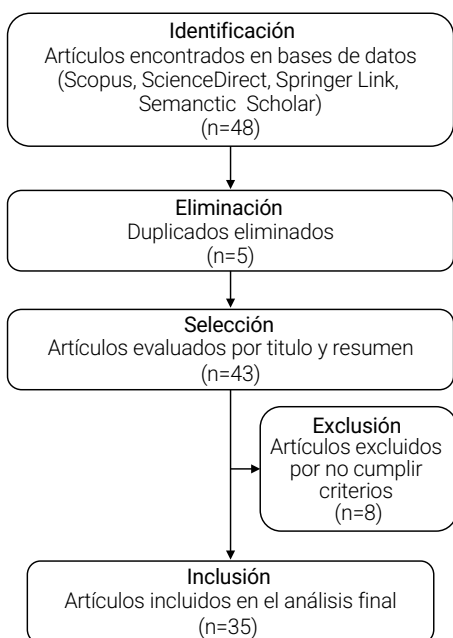 Identificación
Artículos encontrados en bases de datos
(Scopus, ScienceDirect, Springer Link,
Semanctic Scholar)
(n=48)
Eliminación
Duplicados eliminados
(n=5)
Selección
Artículos evaluados por titulo y resumen
(n=43)
Exclusión
Artículos excluidos
por no cumplir
criterios
(n=8)
Inclusión
Artículos incluidos en el análisis final
(n=35)